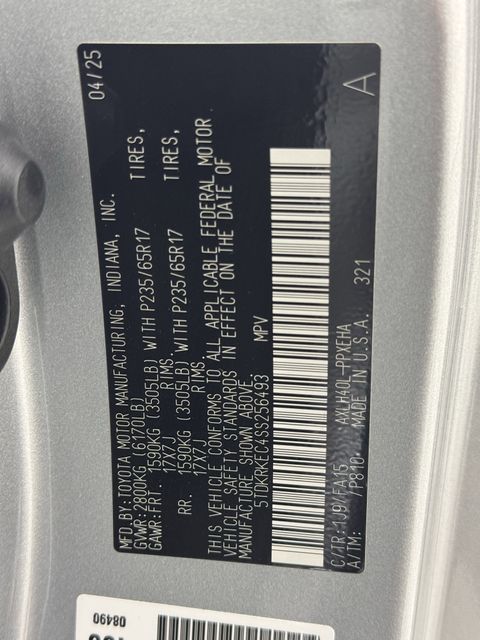 MFD. BY: TOYOTA MOTOR MANUFACTURING, INDIANA, INC. 04/25
GVWR: 2800KG (6170LB)
GAWR: FRT. 1590KG (3505LB) WITH P235/65R17 TIRES,
17X7J RIMS.
RR. 1590KG (3505LB) WITH P235/65R17 TIRES,
17X7J RIMS.
THIS VEHICLE CONFORMS TO ALL APPLICABLE FEDERAL MOTOR
VEHICLE SAFETY STANDARDS IN EFFECT ON THE DATE OF
MANUFACTURE SHOWN ABOVE.
5TDKRKEC4SS256493 MPV
A
C/TR: 1J9 AXLH40L-PPXEHA 321
A/TM: /P810 MADE IN U.S.A.
08490